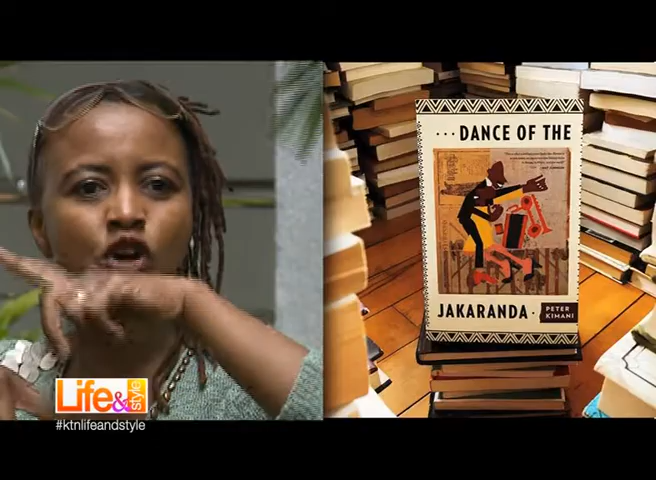 DANCE OF THE
JAKARANDA
PETER
KIMANI
Life&style
#ktnlifeandstyle